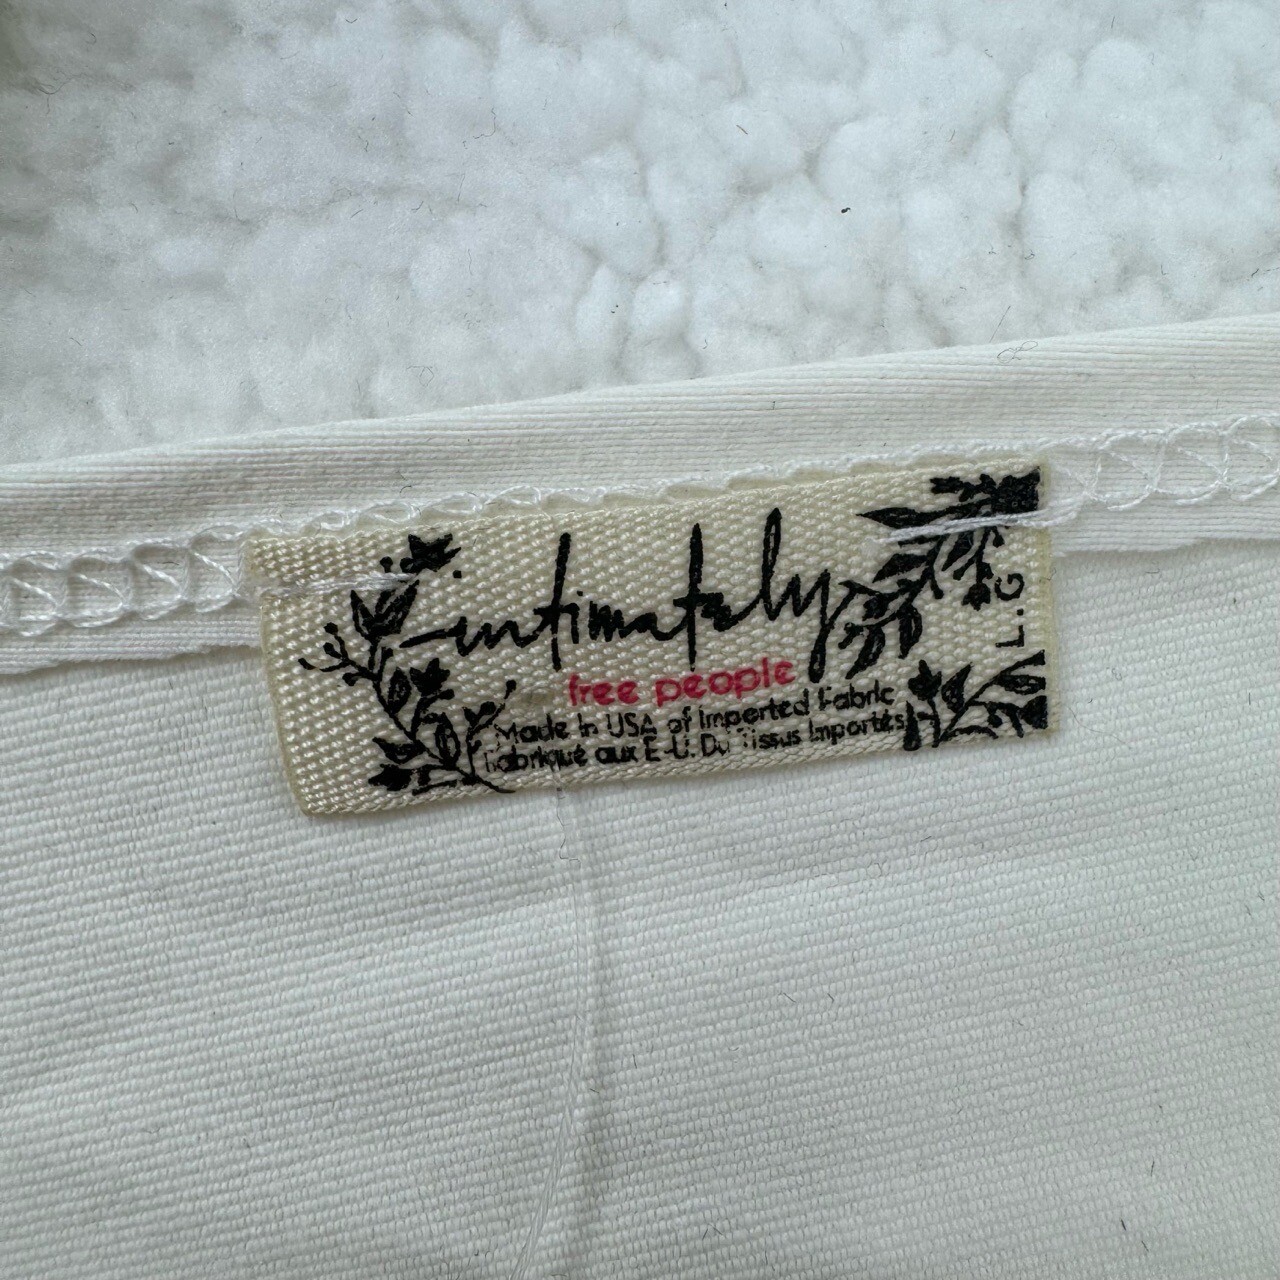 intimately
free people
Made In USA of Imported Fabric
Fabriqué aux E-U. Du Tissus Importés
L.G